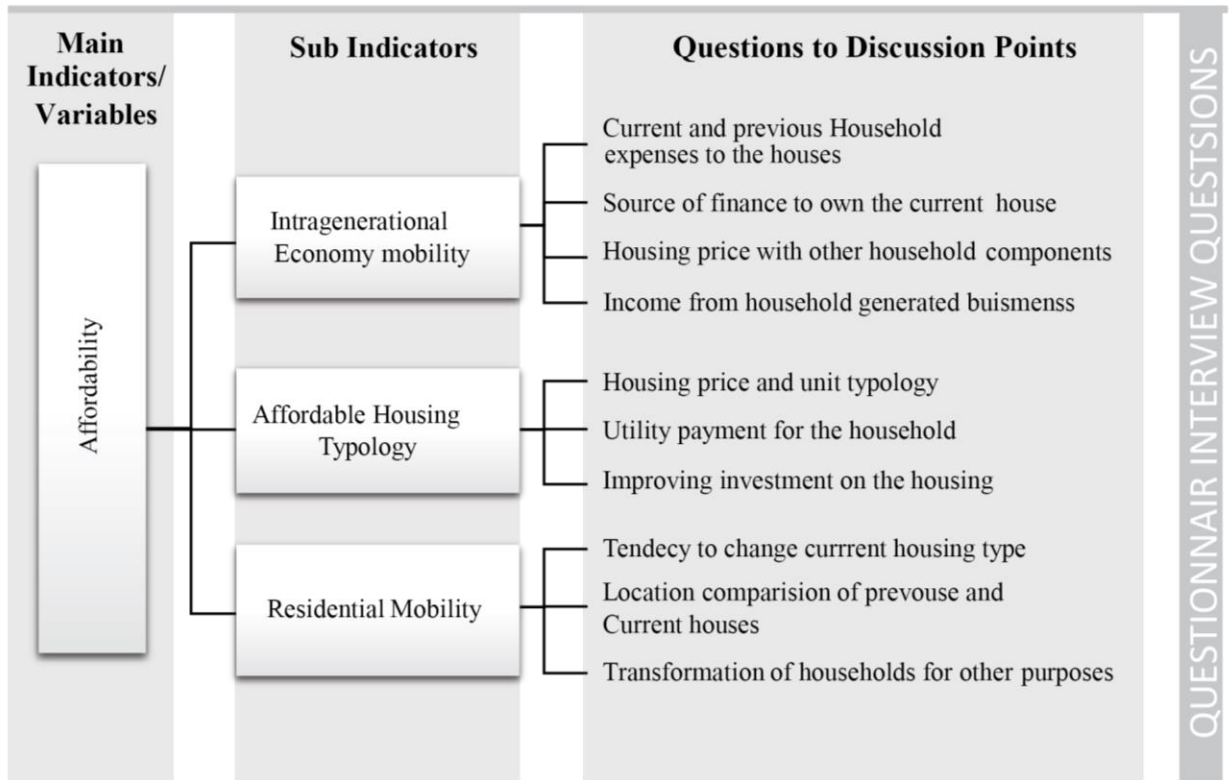 Main
Indicators/
Variables
Sub Indicators
Questions to Discussion Points
Affordability
Intragenerational
Economy mobility
Current and previous Household
expenses to the houses
Source of finance to own the current house
Housing price with other household components
Income from household generated buismenss
Affordable Housing
Typology
Housing price and unit typology
Utility payment for the household
Improving investment on the housing
Residential Mobility
Tendecy to change currrent housing type
Location comparision of prevouse and
Current houses
Transformation of households for other purposes
QUESTIONNAIR INTERVIEW QUESTSIONS